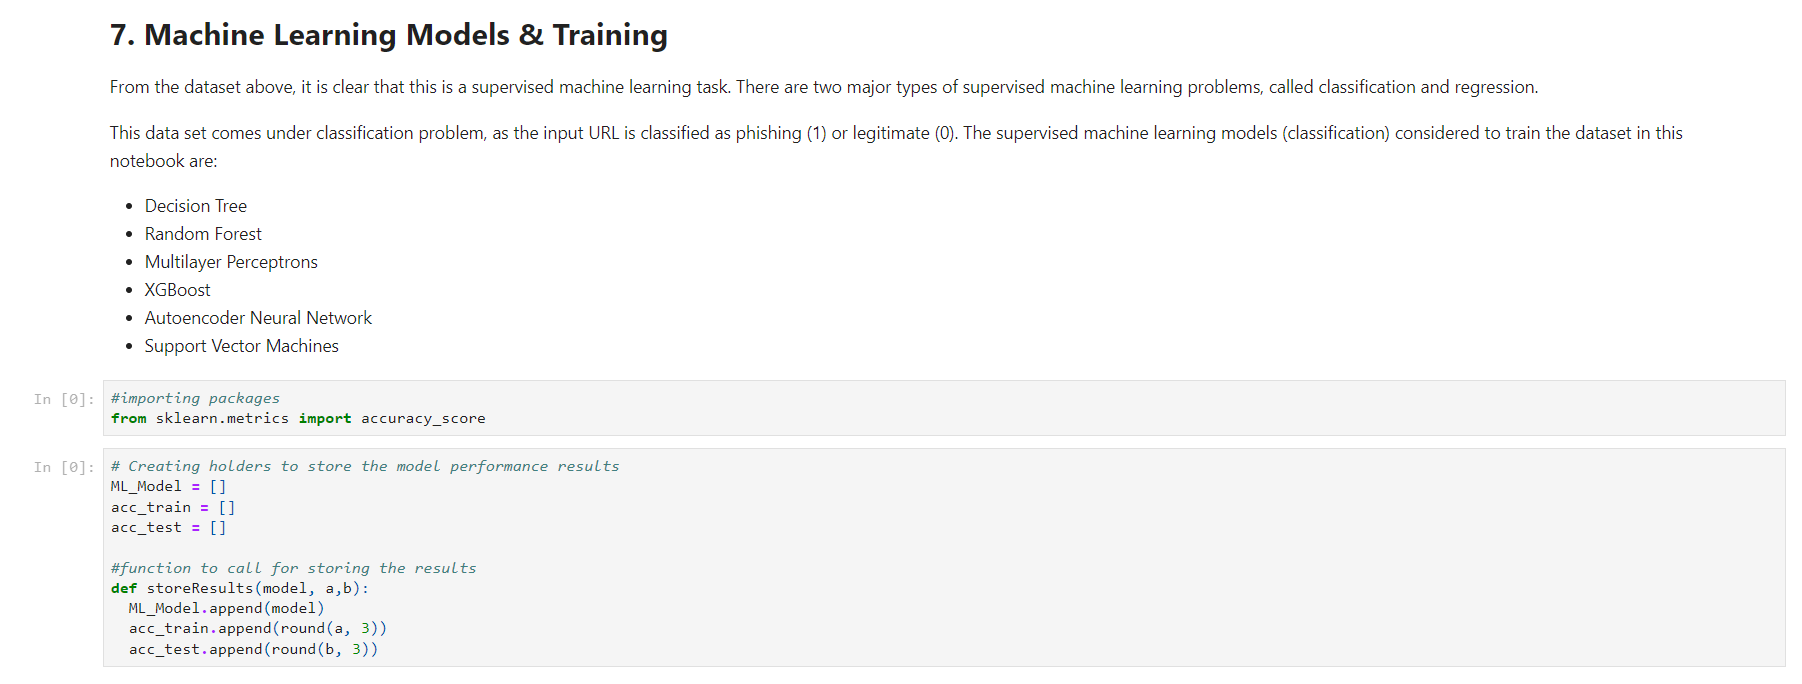 7. Machine Learning Models & Training
From the dataset above, it is clear that this is a supervised machine learning task. There are two major types of supervised machine learning problems, called classification and regression.
This data set comes under classification problem, as the input URL is classified as phishing (1) or legitimate (0). The supervised machine learning models (classification) considered to train the dataset in this
notebook are:
• Decision Tree
• Random Forest
• Multilayer Perceptrons
• XGBoost
• Autoencoder Neural Network
• Support Vector Machines
In [0]: #importing packages
from sklearn.metrics import accuracy_score
In [0]: # Creating holders to store the model performance results
ML_Model = []
acc_train = []
acc_test = []
#function to call for storing the results
def storeResults(model, a,b):
  ML_Model.append(model)
  acc_train.append(round(a, 3))
  acc_test.append(round(b, 3))